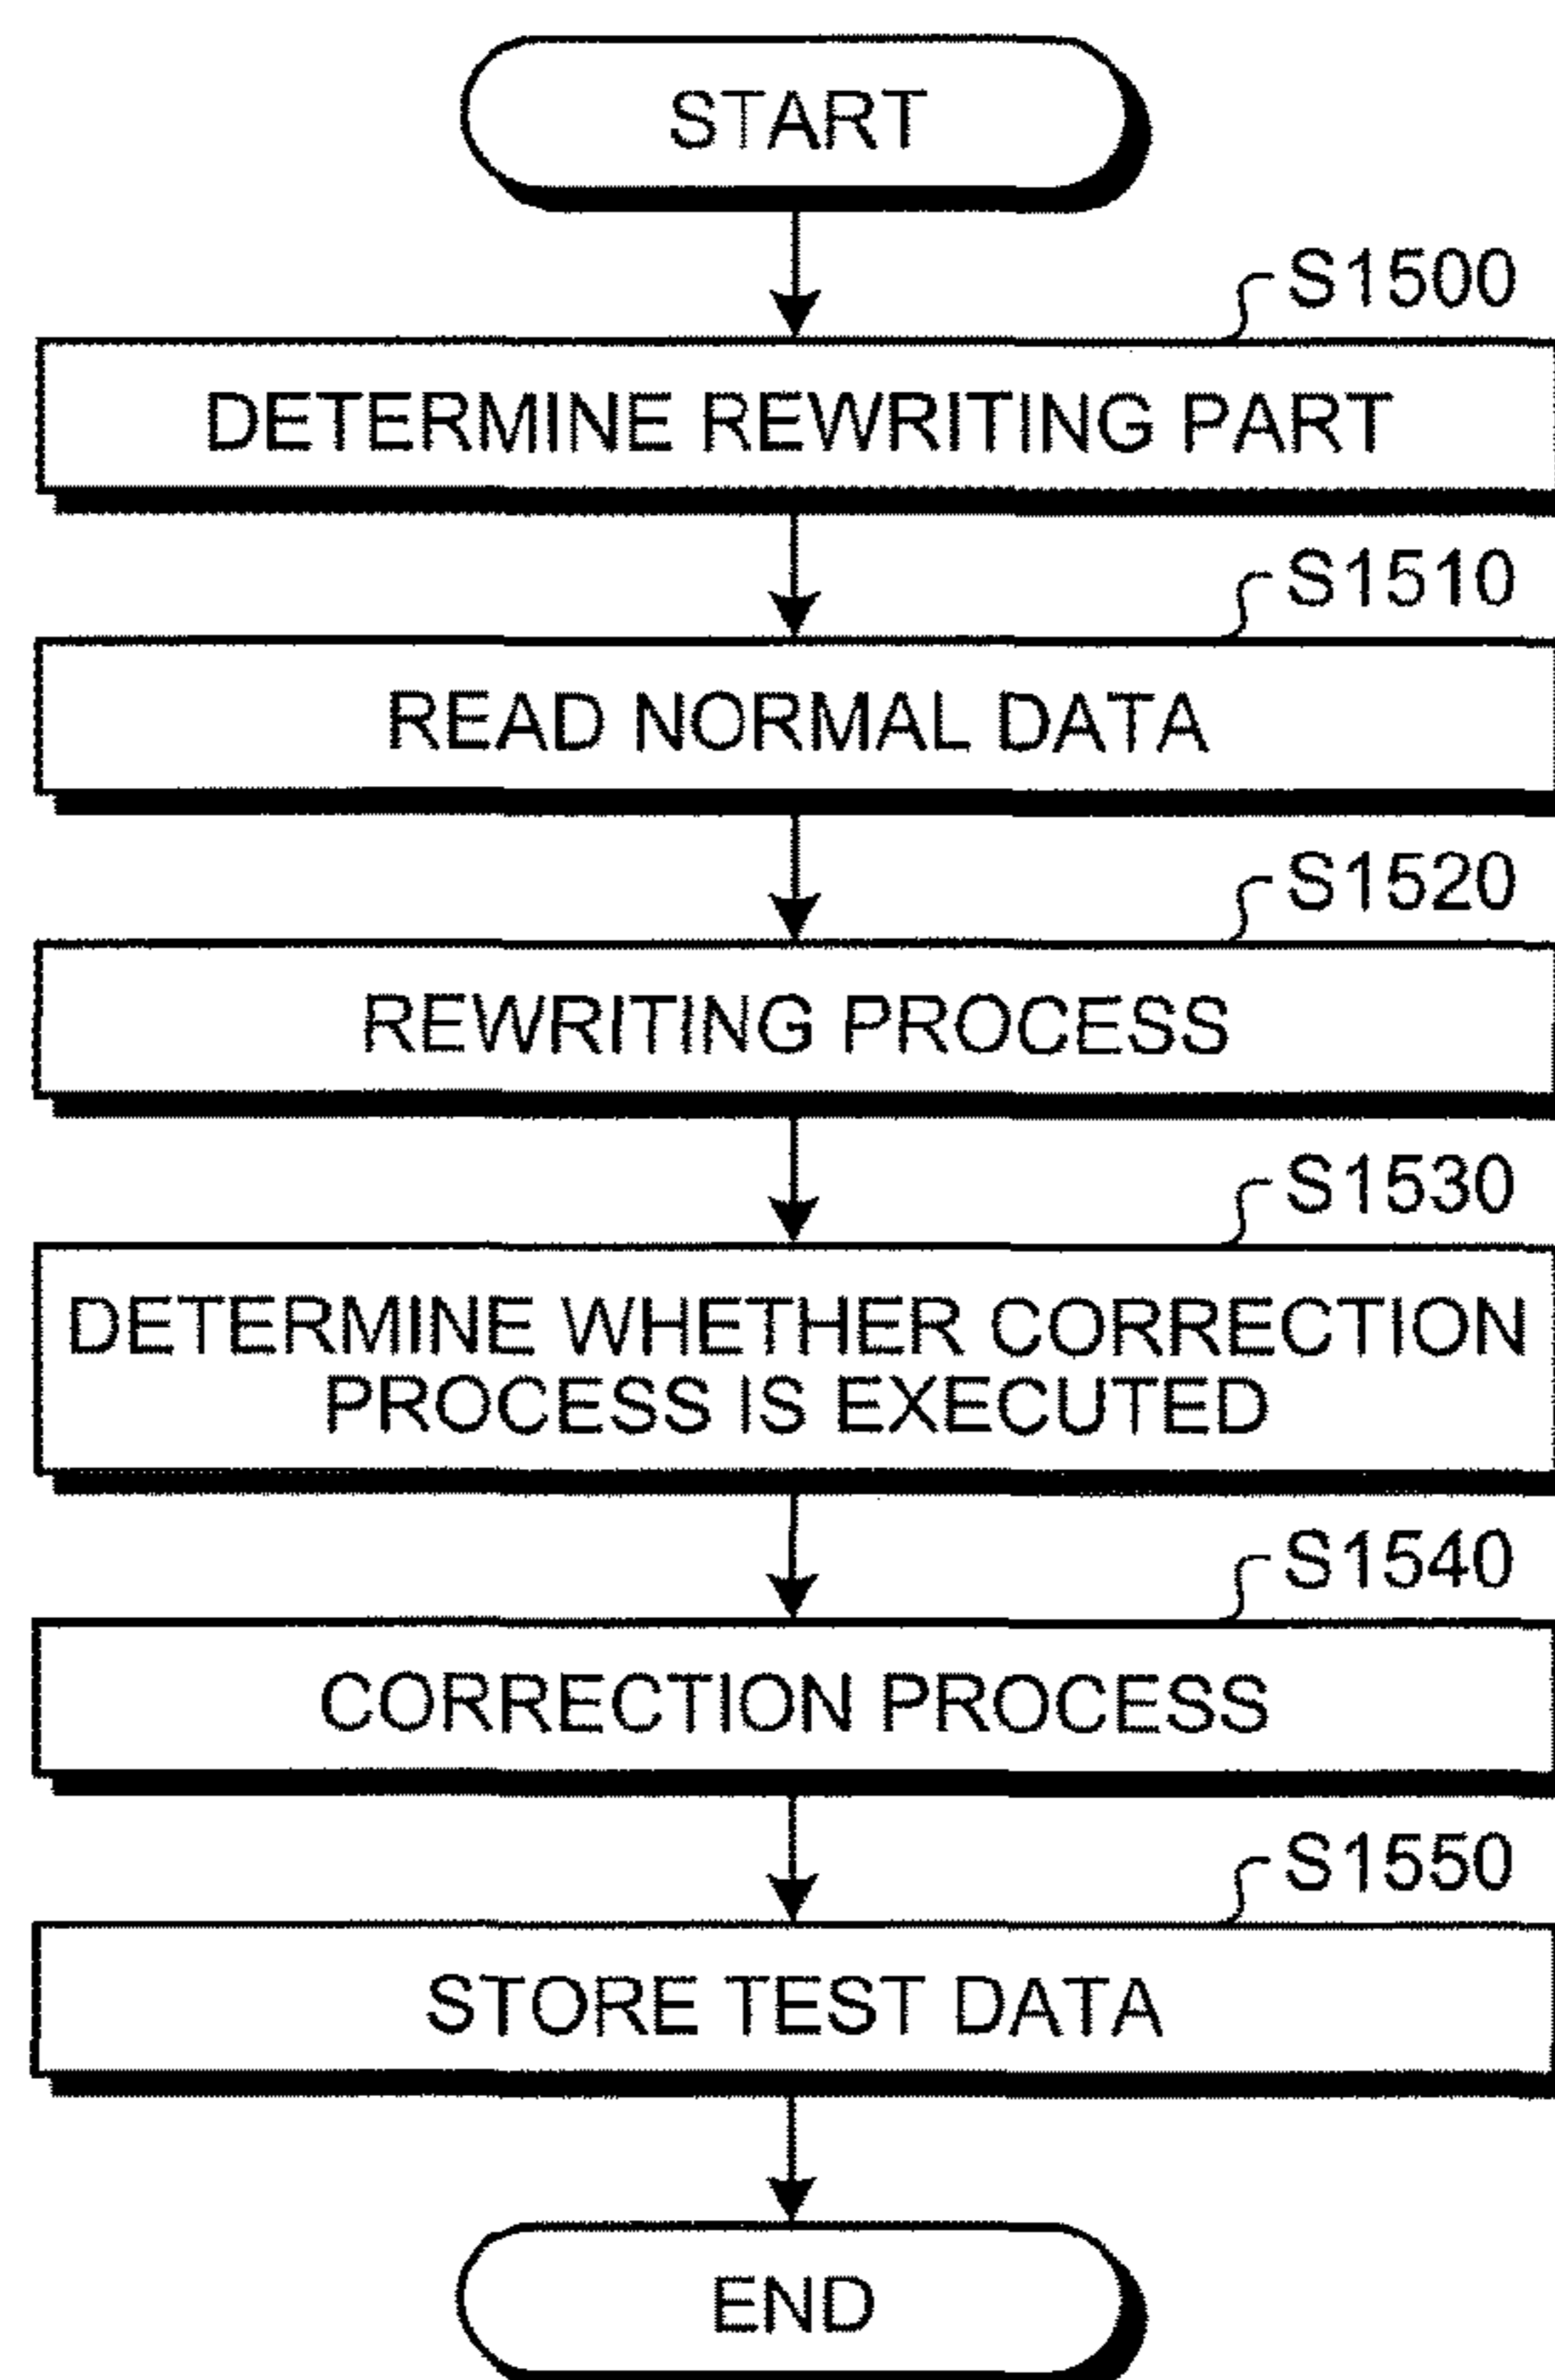 START
S1500
DETERMINE REWRITING PART
S1510
READ NORMAL DATA
S1520
REWRITING PROCESS
S1530
DETERMINE WHETHER CORRECTION
PROCESS IS EXECUTED
S1540
CORRECTION PROCESS
S1550
STORE TEST DATA
END